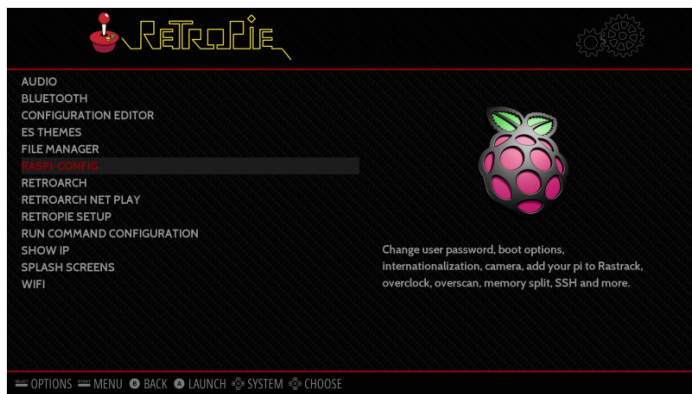 RETROPIE
AUDIO
BLUETOOTH
CONFIGURATION EDITOR
ES THEMES
FILE MANAGER
RASPI-CONFIG
RETROARCH
RETROARCH NET PLAY
RETROPIE SETUP
RUN COMMAND CONFIGURATION
SHOW IP
SPLASH SCREENS
WIFI
Change user password, boot options,
internationalization, camera, add your pi to Rastrack,
overclock, overscan, memory split, SSH and more.
SELECT OPTIONS START MENU B BACK A LAUNCH SYSTEM CHOOSE